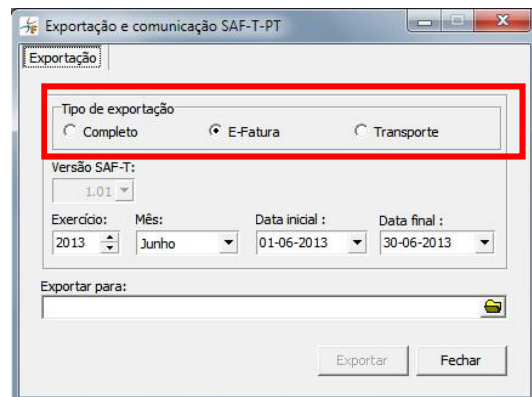 Exportação e comunicação SAF-T-PT
Exportação
Tipo de exportação
Completo E-Fatura Transporte
Versão SAF-T:
1.01
Exercício: Mês: Data inicial : Data final :
2013 Junho 01-06-2013 30-06-2013
Exportar para:
Exportar Fechar